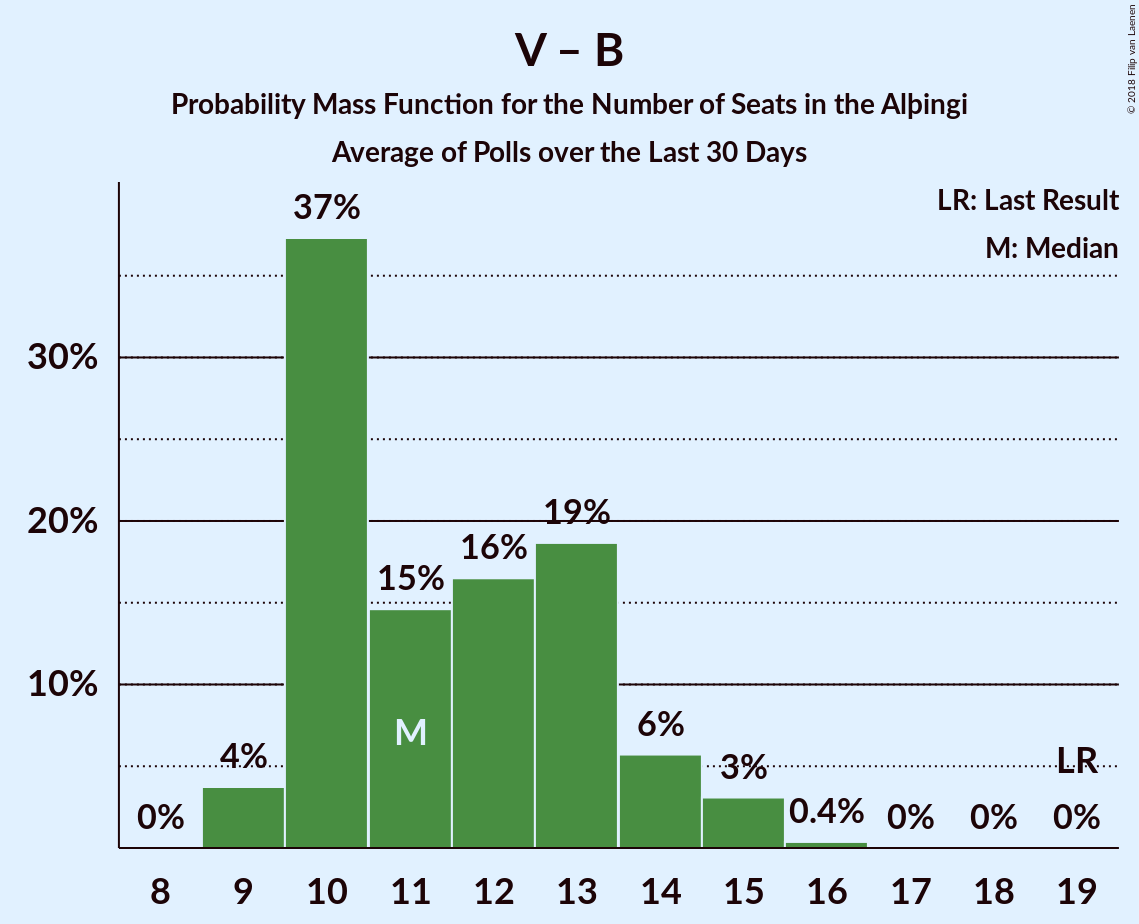 V – B
Probability Mass Function for the Number of Seats in the Alþingi
Average of Polls over the Last 30 Days
© 2018 Filip van Laenen
LR: Last Result
M: Median
37%
30%
20%
19%
16%
15%
10%
M
6%
4%
3%
LR
0%
0.4%
0%
0%
0%
8 9 10 11 12 13 14 15 16 17 18 19